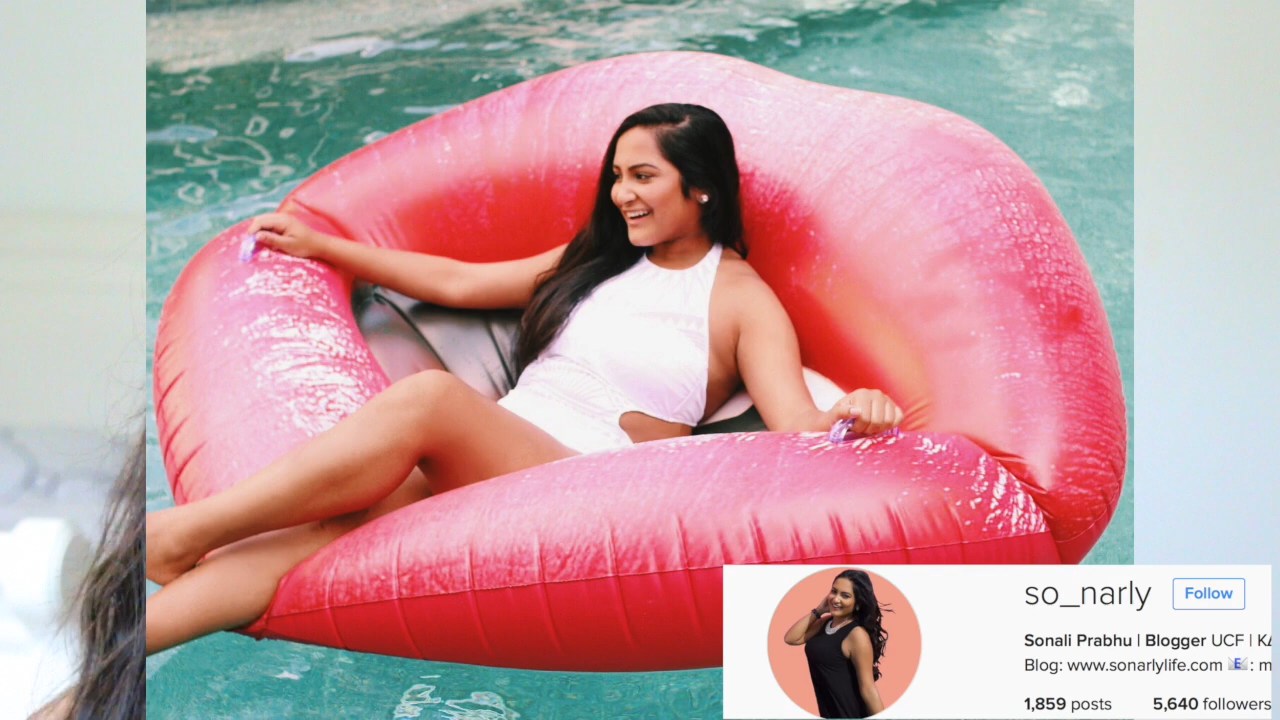 so_narly Follow
Sonali Prabhu | Blogger UCF | K
Blog: www.sonarlylife.com E : m
1,859 posts 5,640 followers